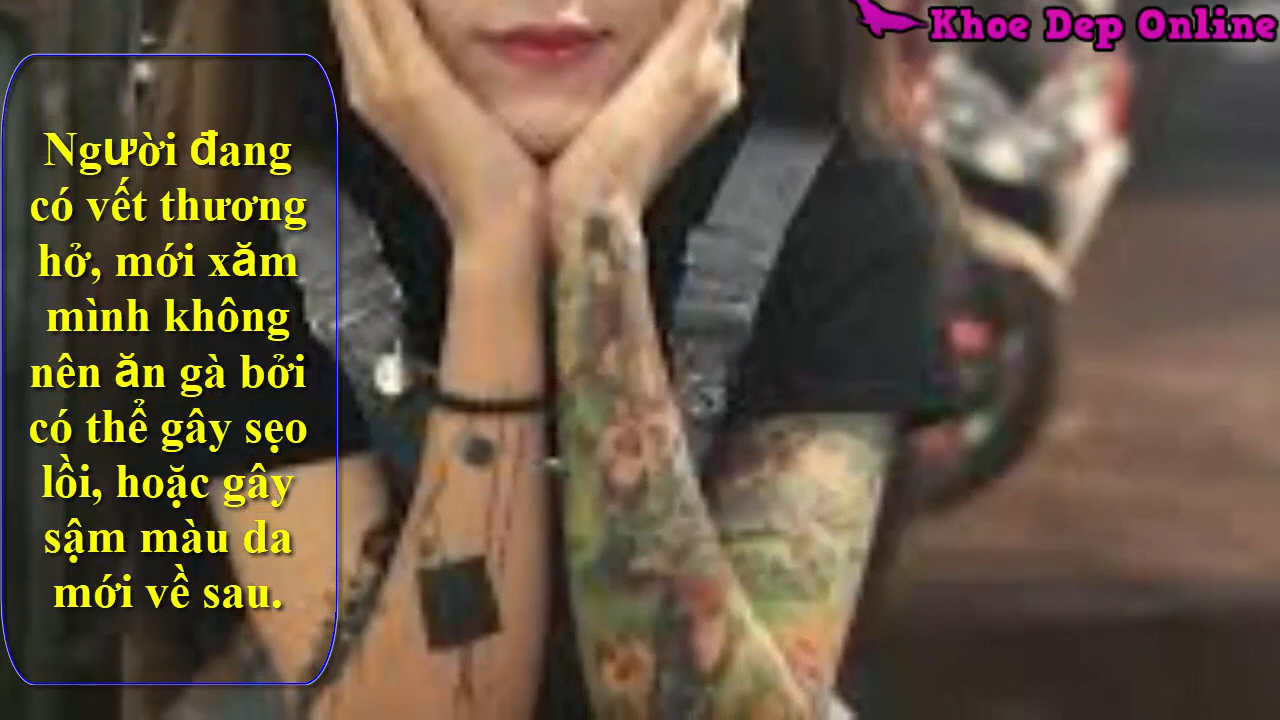 Khoe Dep Online
Người đang
có vết thương
hở, mới xăm
mình không
nên ăn gà bởi
có thể gây sẹo
lồi, hoặc gây
sậm màu da
mới về sau.